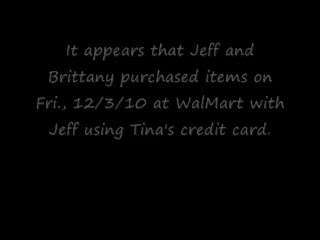 It appears that Jeff and
Brittany purchased items on
Fri., 12/3/10 at WalMart with
Jeff using Tina's credit card.